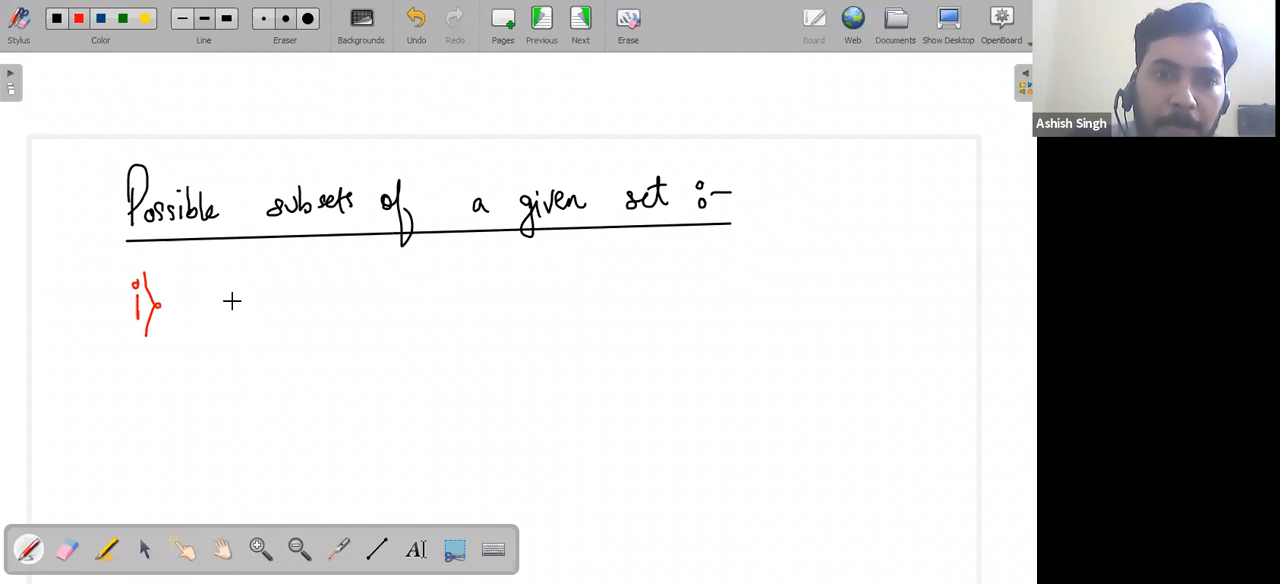 Stylus Color Line Eraser Backgrounds Undo Redo Pages Previous Next Erase Board Web Documents Show Desktop OpenBoard
Ashish Singh
Possible subsets of a given set :-
i>